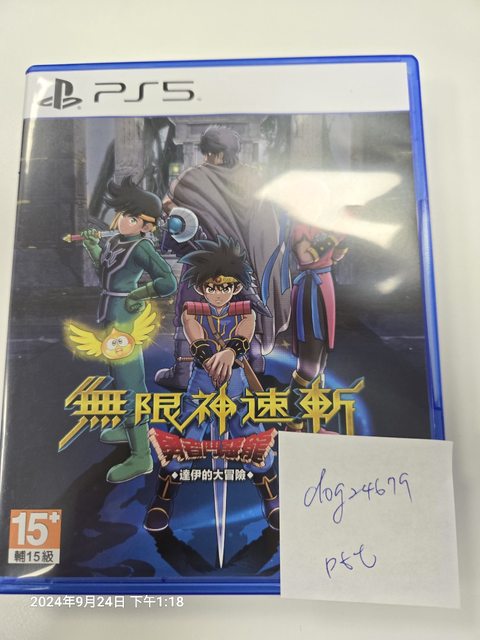 PS5
無限神速斬
勇者鬥惡龍
◆達伊的大冒險◆
15+
輔15級
dog24679
ptt
2024年9月24日 下午1:18